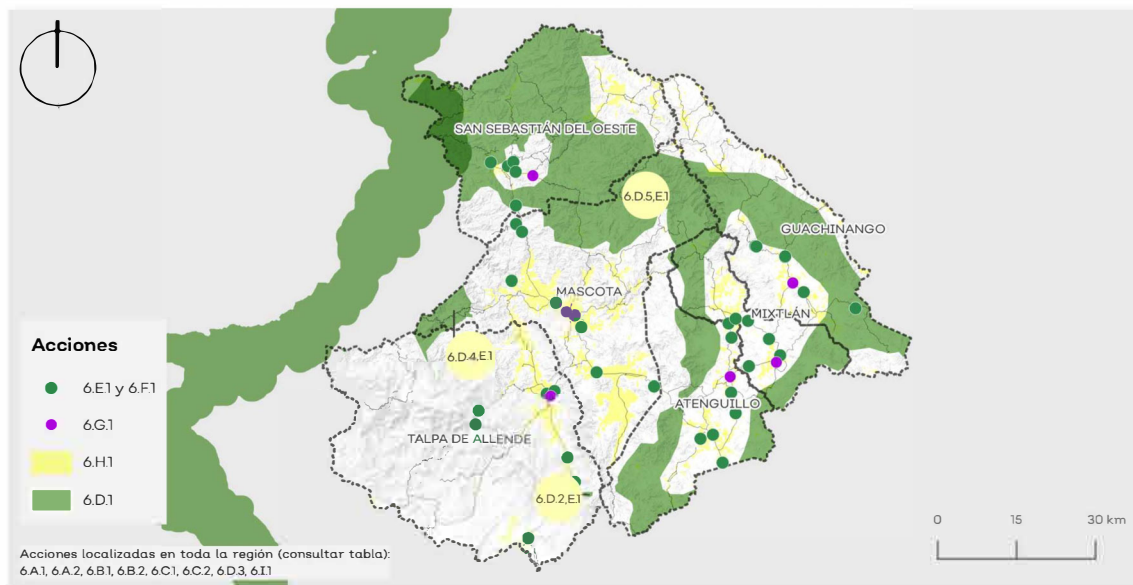 SAN SEBASTIÁN DEL OESTE
6.D.5,E.1
GUACHINANGO
MASCOTA
MIXTLÁN
6.D.4,E.1
ATENGUILLO
TALPA DE ALLENDE
6.D.2,E.1
Acciones
6.E.1 y 6.F.1
6.G.1
6.H.1
6.D.1
0 15 30 km
Acciones localizadas en toda la región (consultar tabla):
6.A.1, 6.A.2, 6.B.1, 6.B.2, 6.C.1, 6.C.2, 6.D.3, 6.I.1